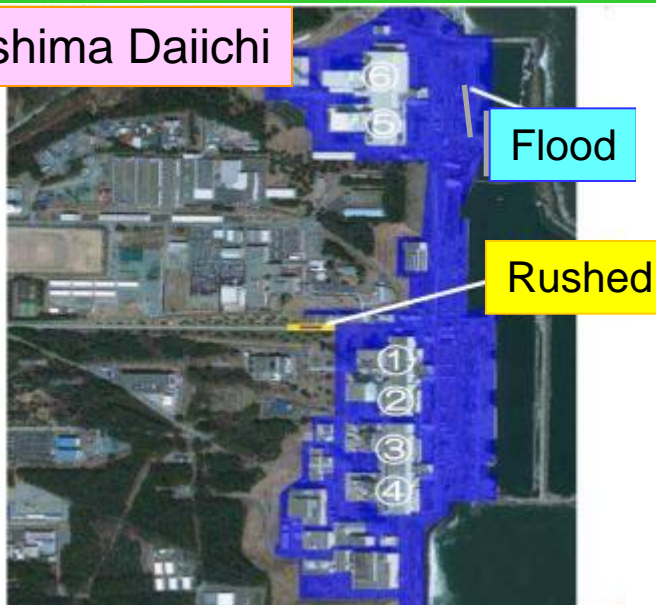 shima Daiichi
⑥
⑤
Flood
Rushed
①
②
③
④